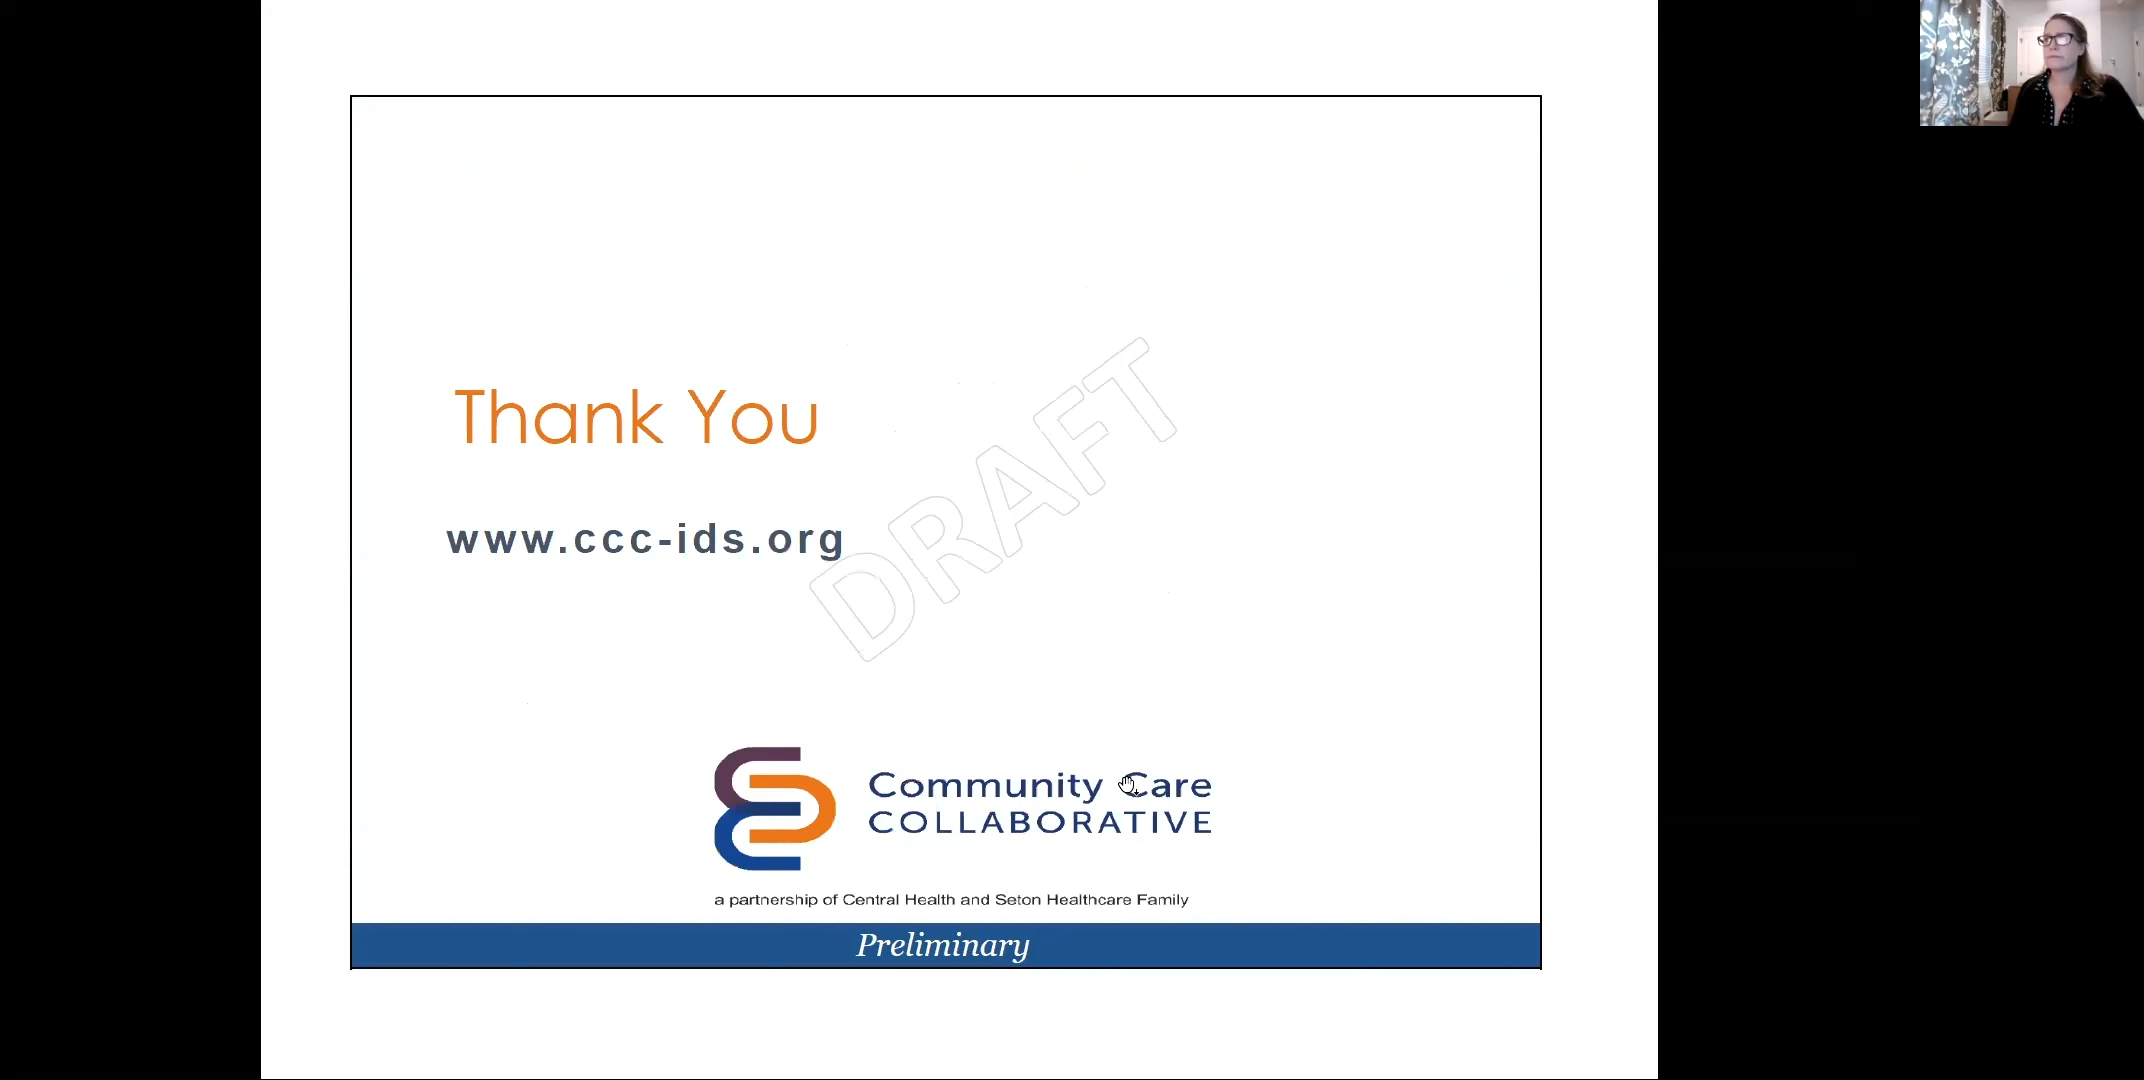 Thank You
www.ccc-ids.org
DRAFT
Community Care
COLLABORATIVE
a partnership of Central Health and Seton Healthcare Family
Preliminary